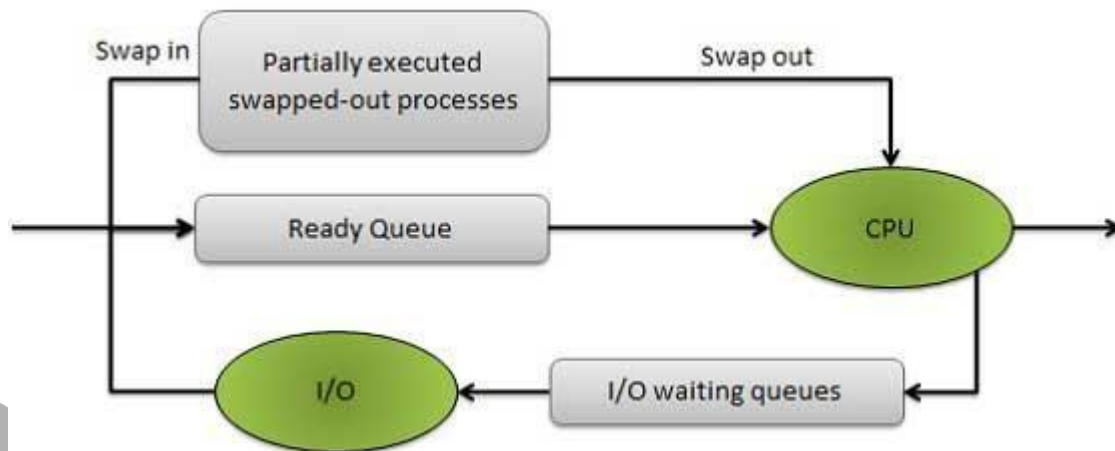 Swap in
Partially executed
swapped-out processes
Swap out
Ready Queue
CPU
I/O
I/O waiting queues